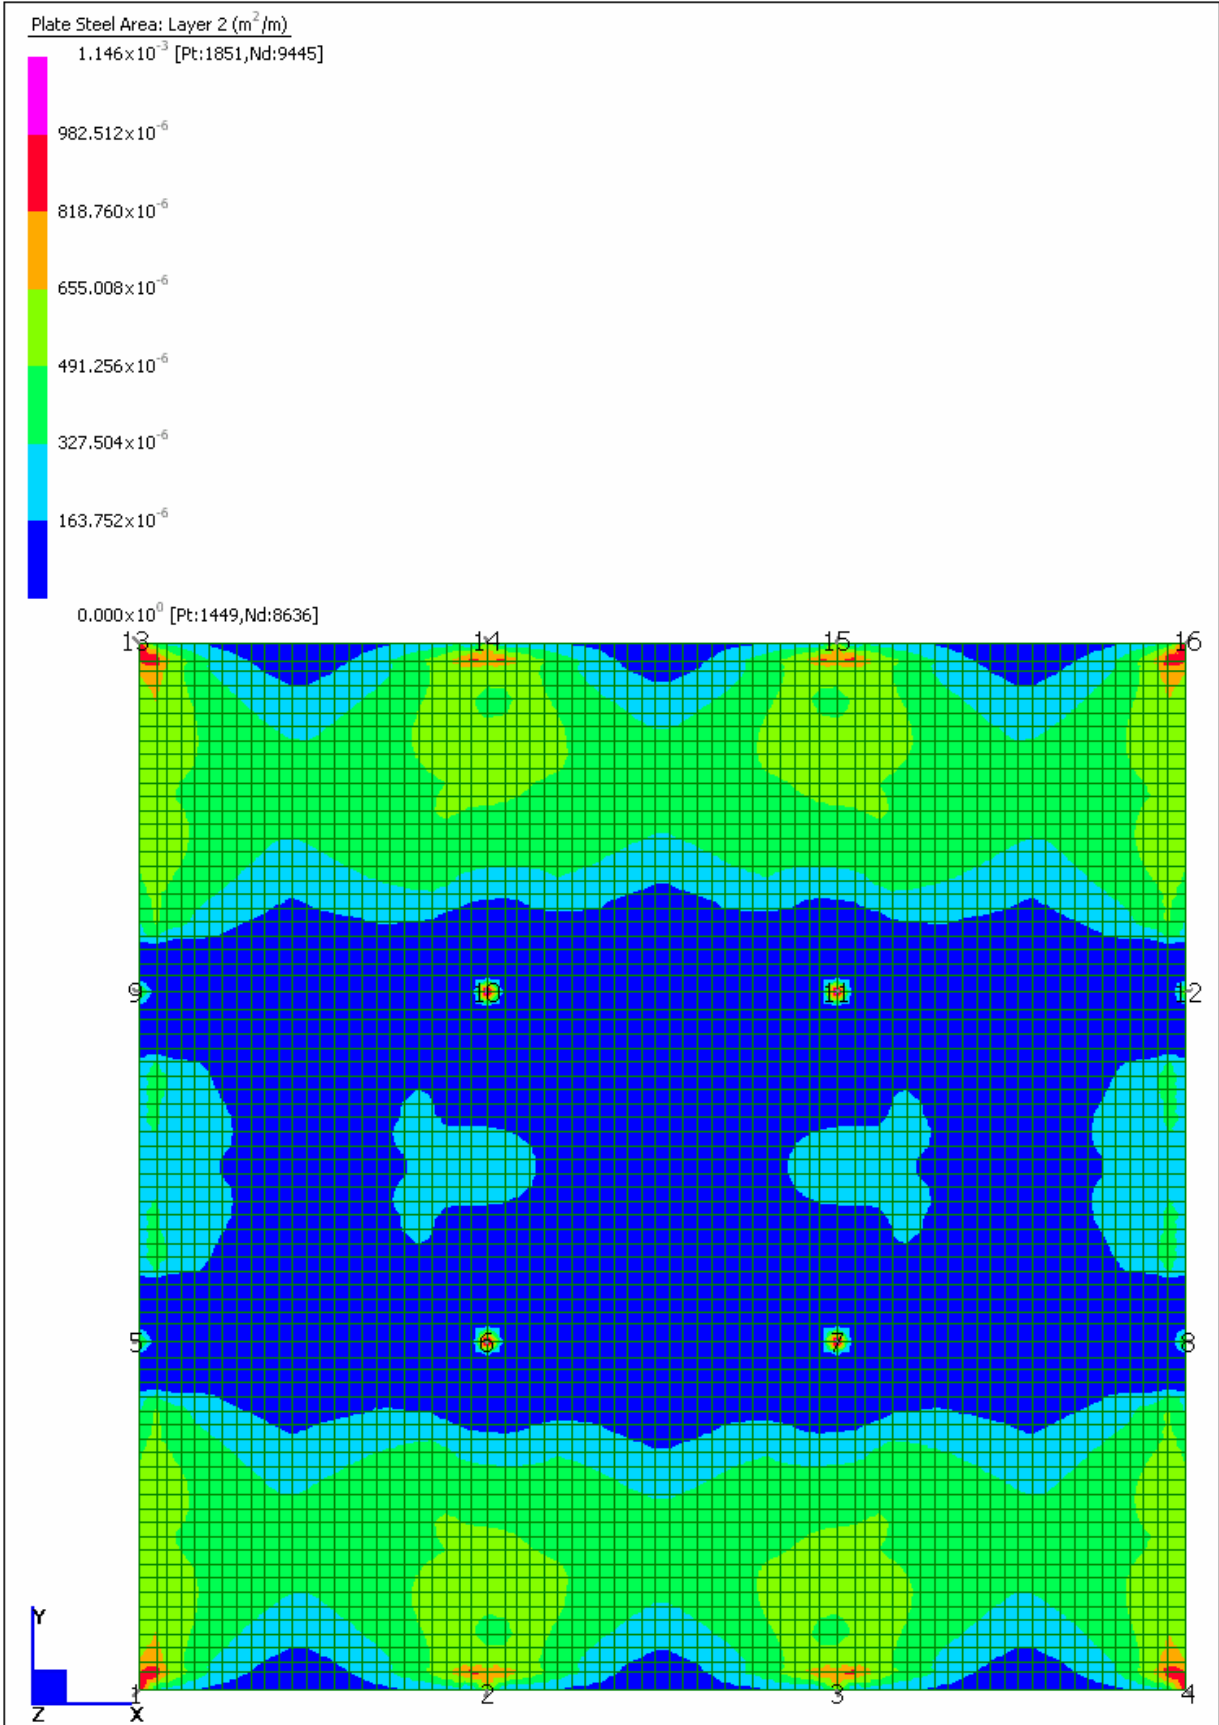 Plate Steel Area: Layer 2 (m²/m)
1.146x10⁻³ [Pt:1851,Nd:9445]
982.512x10⁻⁶
818.760x10⁻⁶
655.008x10⁻⁶
491.256x10⁻⁶
327.504x10⁻⁶
163.752x10⁻⁶
0.000x10⁰ [Pt:1449,Nd:8636]
13 14 15 16
9 10 11 12
5 6 7 8
Y
1 2 3 4
Z X